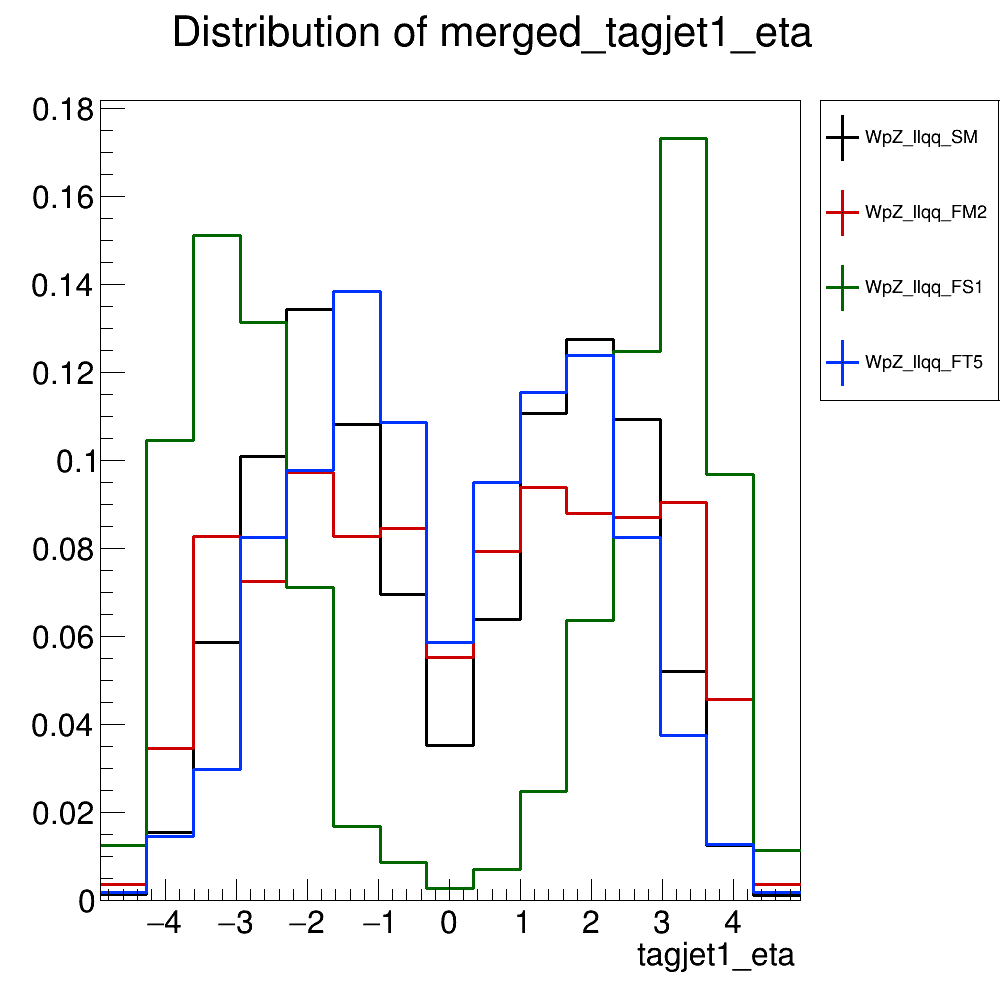 Distribution of merged_tagjet1_eta
0.18
0.16
0.14
0.12
0.1
0.08
0.06
0.04
0.02
0
−4 −3 −2 −1 0 1 2 3 4
tagjet1_eta
WpZ_llqq_SM
WpZ_llqq_FM2
WpZ_llqq_FS1
WpZ_llqq_FT5